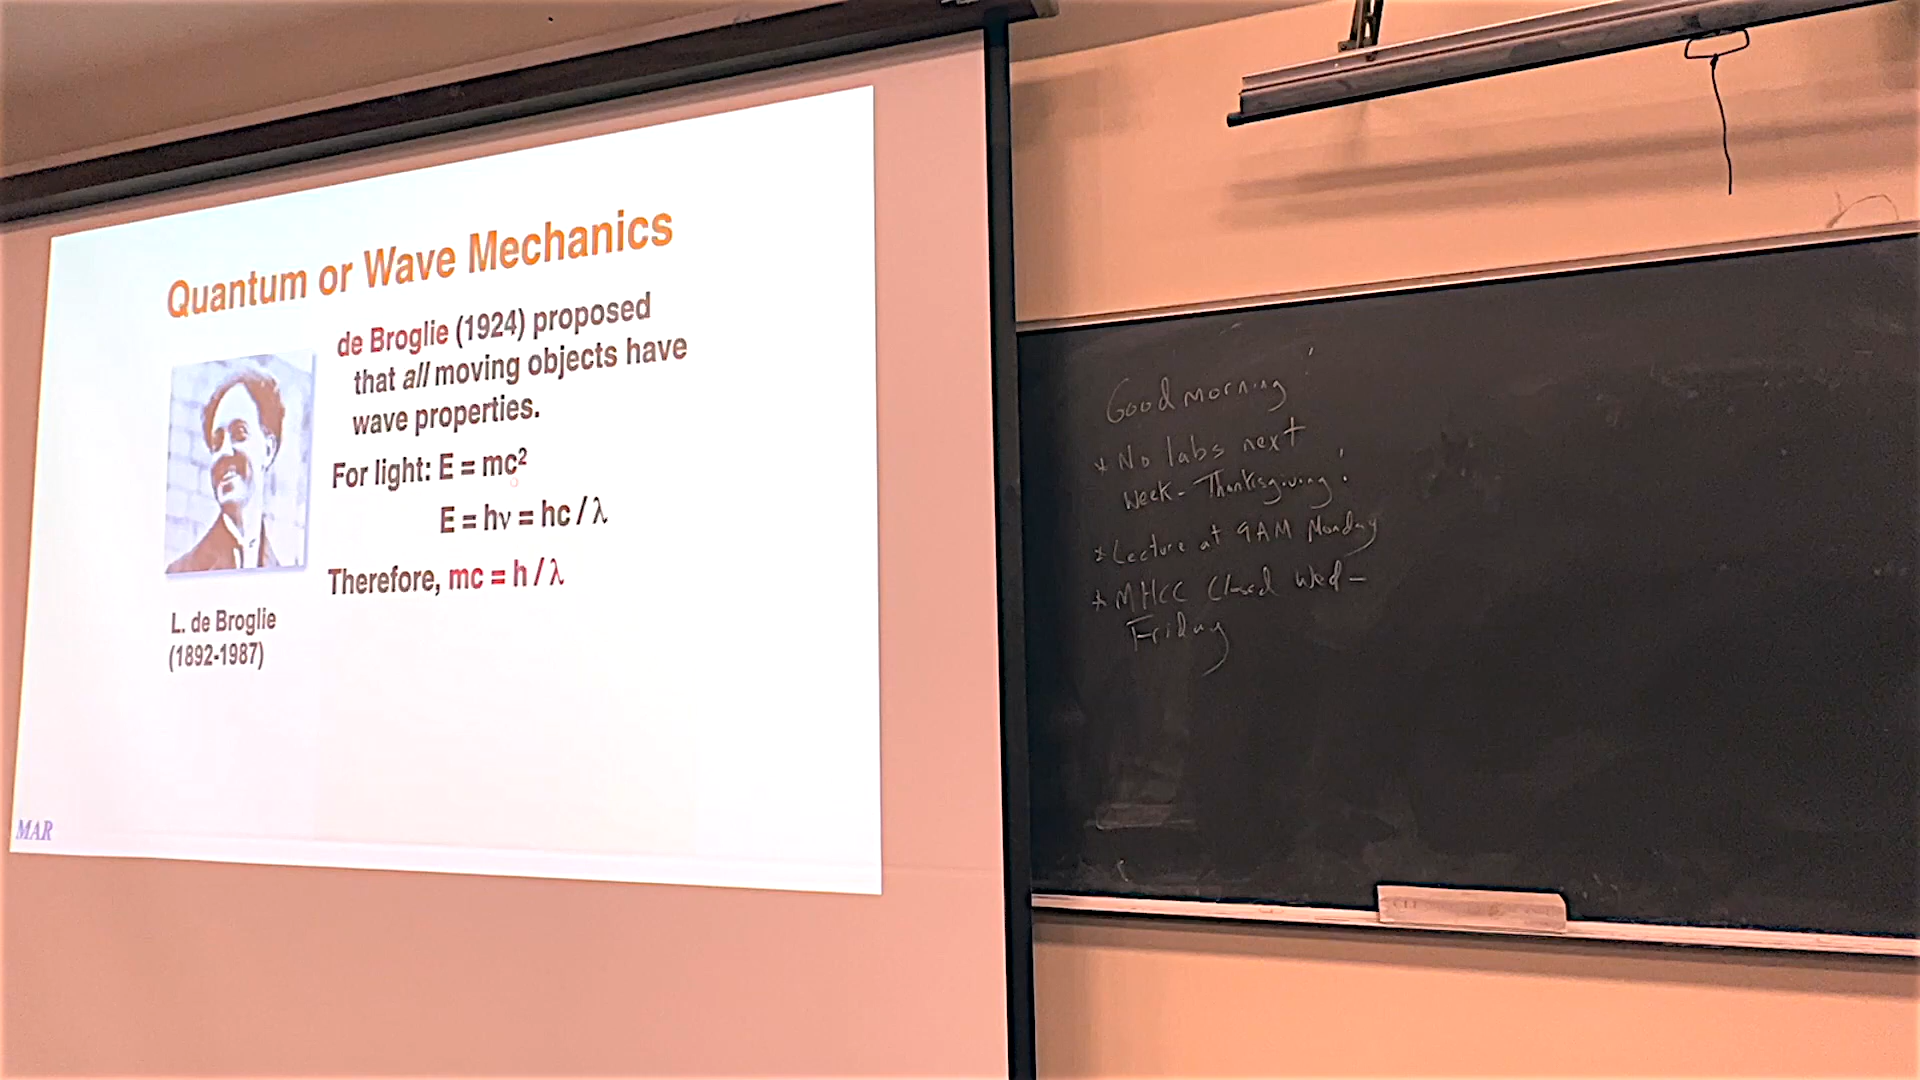 Quantum or Wave Mechanics
de Broglie (1924) proposed
that all moving objects have
wave properties.
For light: E = mc²
E = hν = hc / λ
Therefore, mc = h / λ
L. de Broglie
(1892-1987)
MAR
Good morning!
* No labs next
week - Thanksgiving!
* Lecture at 9AM Monday
* MHCC Closed Wed -
Friday